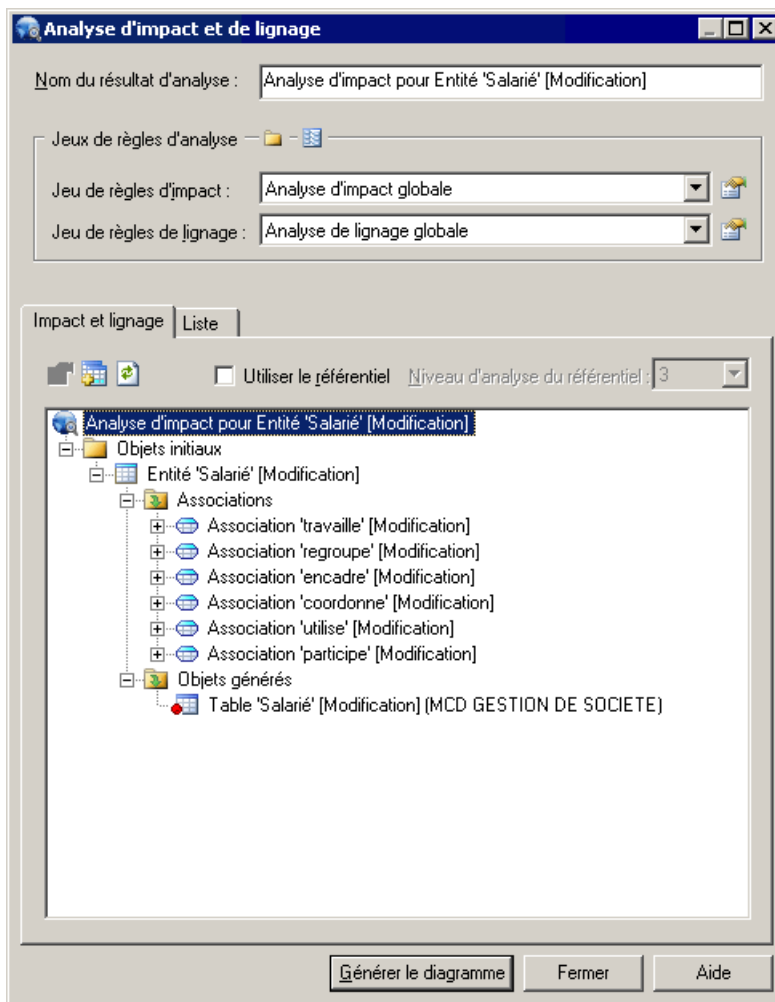 Analyse d'impact et de lignage
Nom du résultat d'analyse : Analyse d'impact pour Entité 'Salarié' [Modification]
Jeux de règles d'analyse
Jeu de règles d'impact : Analyse d'impact globale
Jeu de règles de lignage : Analyse de lignage globale
Impact et lignage Liste
Utiliser le référentiel Niveau d'analyse du référentiel : 3
Analyse d'impact pour Entité 'Salarié' [Modification]
Objets initiaux
Entité 'Salarié' [Modification]
Associations
Association 'travaille' [Modification]
Association 'regroupe' [Modification]
Association 'encadre' [Modification]
Association 'coordonne' [Modification]
Association 'utilise' [Modification]
Association 'participe' [Modification]
Objets générés
Table 'Salarié' [Modification] (MCD GESTION DE SOCIETE)
Générer le diagramme Fermer Aide